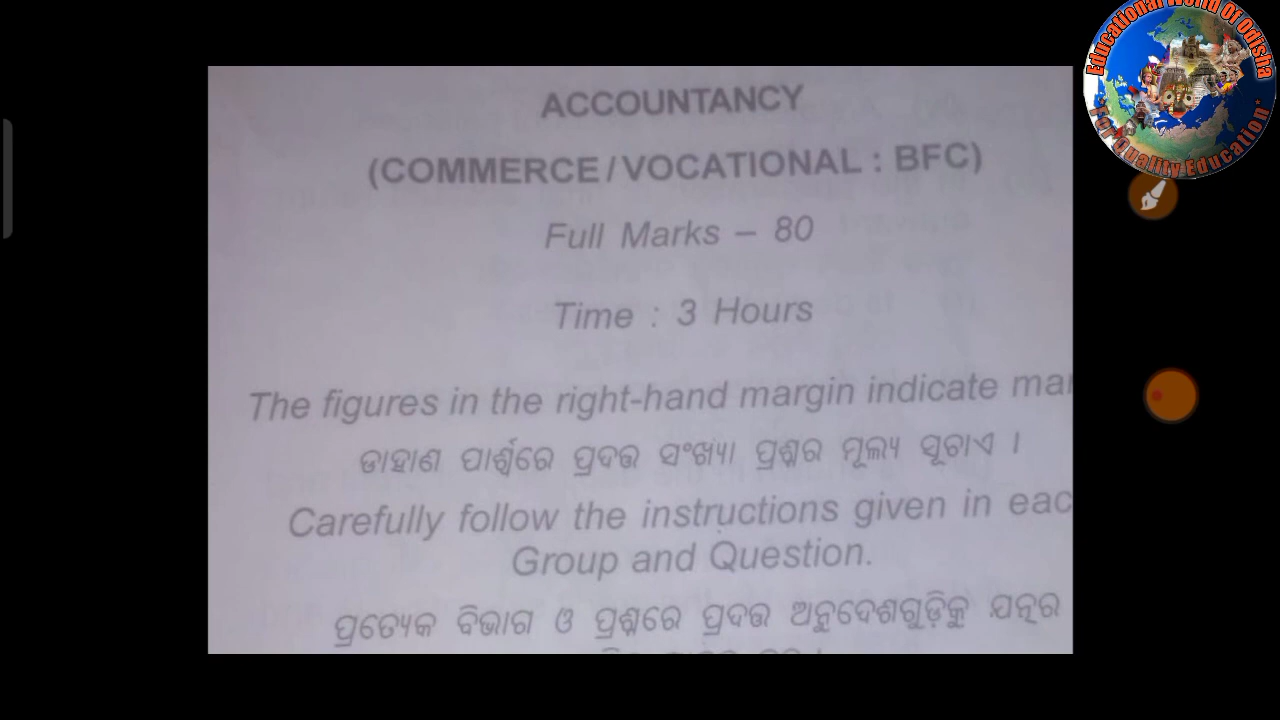 Educational World Of Odisha
*For Quality Education*
ACCOUNTANCY
(COMMERCE / VOCATIONAL : BFC)
Full Marks – 80
Time : 3 Hours
The figures in the right-hand margin indicate
ଡାହାଣ ପାର୍ଶ୍ୱରେ ପ୍ରଦତ୍ତ ସଂଖ୍ୟା ପ୍ରଶ୍ନର ମୂଲ୍ୟ ସୂଚାଏ ।
Carefully follow the instructions given in
Group and Question.
ପ୍ରତ୍ୟେକ ବିଭାଗ ଓ ପ୍ରଶ୍ନରେ ପ୍ରଦତ୍ତ ଅନୁଦେଶଗୁଡ଼ିକୁ ଯତ୍ନର